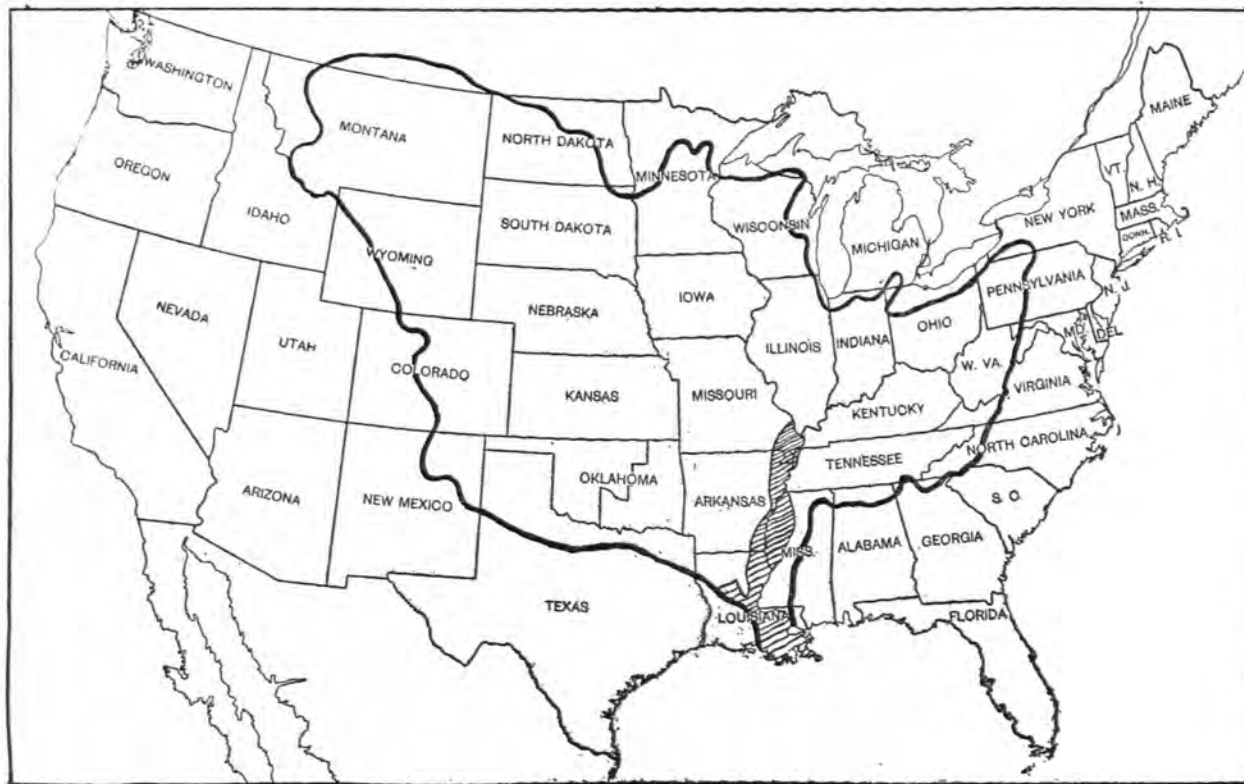 WASHINGTON
MAINE
MONTANA
NORTH DAKOTA
OREGON
MINNESOTA
VT.
N. H.
IDAHO
NEW YORK
MASS.
SOUTH DAKOTA
WISCONSIN
CONN.
R. I.
MICHIGAN
WYOMING
PENNSYLVANIA
N. J.
NEVADA
NEBRASKA
IOWA
OHIO
MD.
DEL
UTAH
ILLINOIS
INDIANA
CALIFORNIA
COLORADO
W. VA.
VIRGINIA
KANSAS
MISSOURI
KENTUCKY
NORTH CAROLINA
TENNESSEE
OKLAHOMA
ARIZONA
NEW MEXICO
ARKANSAS
S. C.
MISS.
ALABAMA
GEORGIA
TEXAS
LOUISIANA
FLORIDA